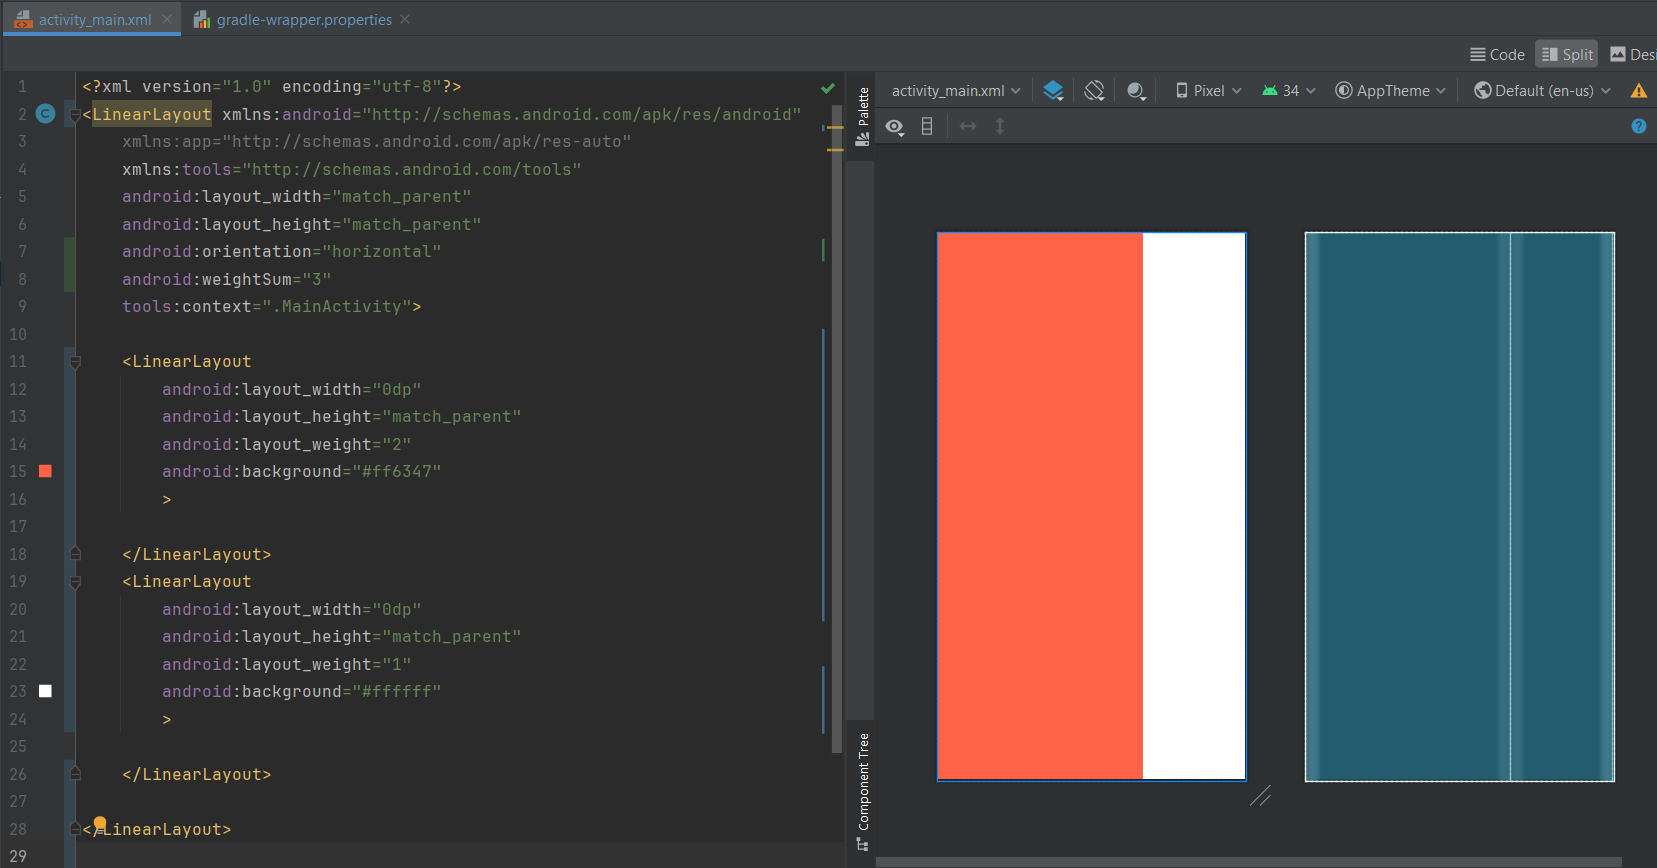 activity_main.xml
gradle-wrapper.properties
Code
Split
activity_main.xml
Pixel
34
AppTheme
Default (en-us)
Palette
1 <?xml version="1.0" encoding="utf-8"?>
2 <LinearLayout xmlns:android="http://schemas.android.com/apk/res/android"
3 xmlns:app="http://schemas.android.com/apk/res-auto"
4 xmlns:tools="http://schemas.android.com/tools"
5 android:layout_width="match_parent"
6 android:layout_height="match_parent"
7 android:orientation="horizontal"
8 android:weightSum="3"
9 tools:context=".MainActivity">
10
11 <LinearLayout
12 android:layout_width="0dp"
13 android:layout_height="match_parent"
14 android:layout_weight="2"
15 android:background="#ff6347"
16 >
17
18 </LinearLayout>
19 <LinearLayout
20 android:layout_width="0dp"
21 android:layout_height="match_parent"
22 android:layout_weight="1"
23 android:background="#ffffff"
24 >
25
26 </LinearLayout>
27
28 </LinearLayout>
29
Component Tree